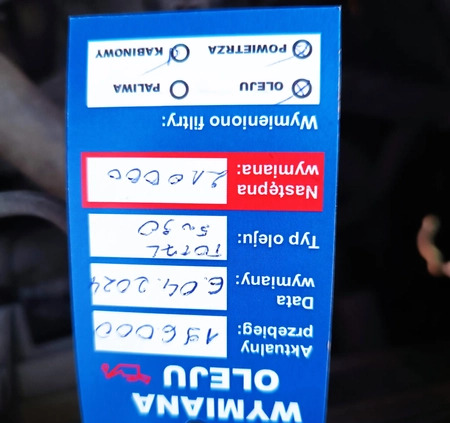 WYMIANA
OLEJU
Aktualny
przebieg: 196000
Data
wymiany: 6.04.2024
Typ oleju: TOTAL
5W30
Następna
wymiana: 210000
Wymieniono filtry:
OLEJU PALIWA
POWIETRZA KABINOWY